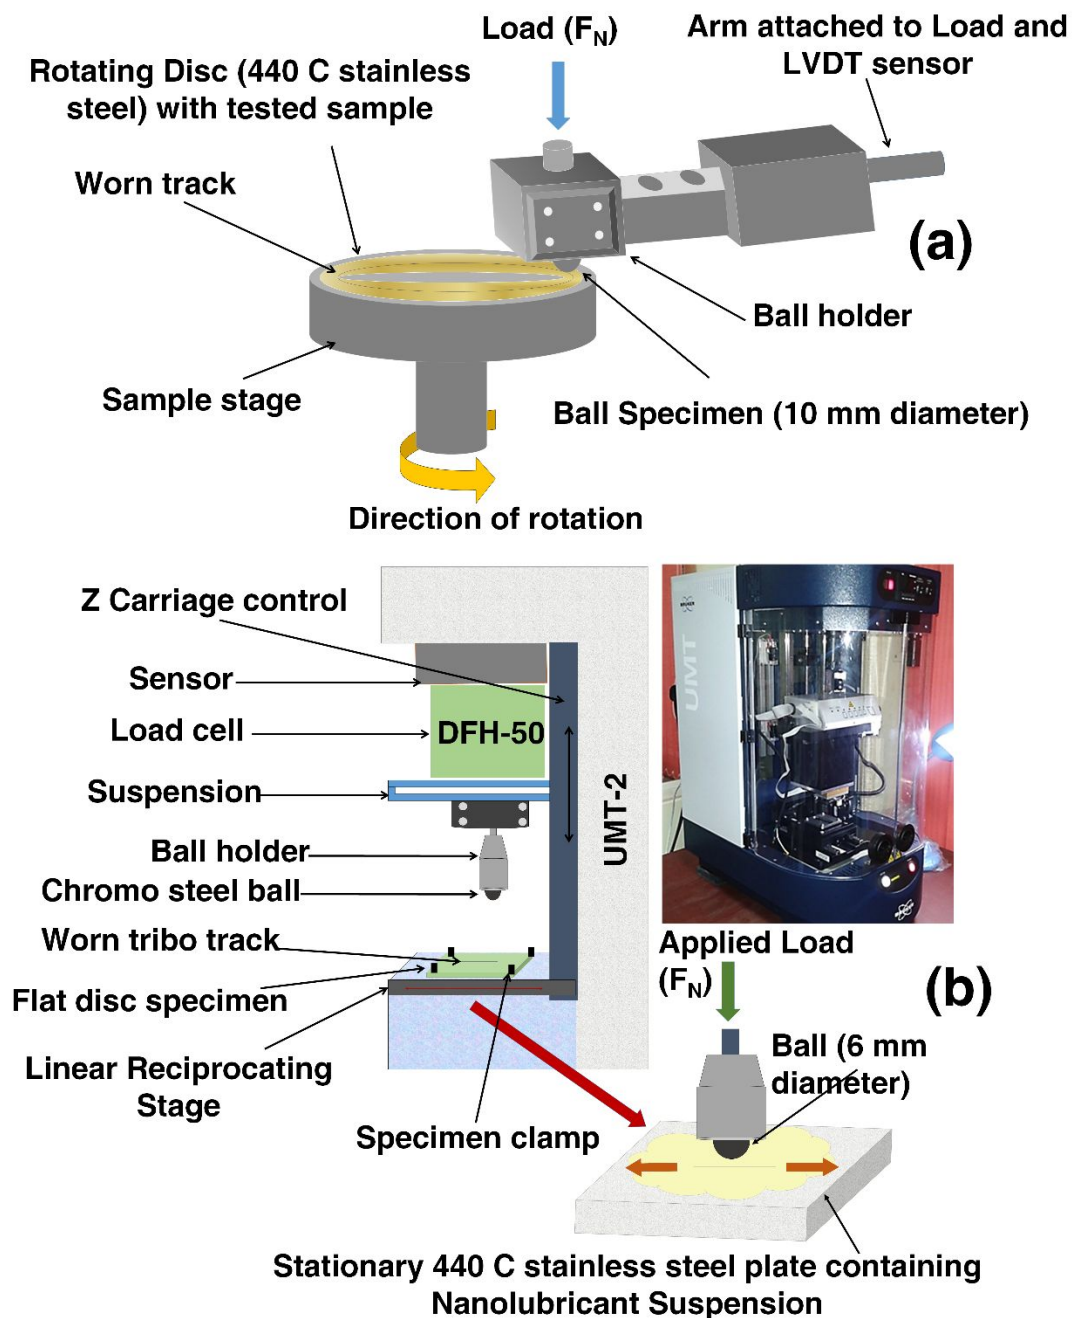 Load (FN)
Arm attached to Load and
LVDT sensor
Rotating Disc (440 C stainless
steel) with tested sample
Worn track
(a)
Ball holder
Sample stage
Ball Specimen (10 mm diameter)
Direction of rotation
Z Carriage control
Sensor
Load cell
DFH-50
Suspension
UMT-2
Ball holder
Chromo steel ball
Worn tribo track
Flat disc specimen
Linear Reciprocating
Stage
Specimen clamp
BRUKER
UMT
Applied Load
(FN)
(b)
Ball (6 mm
diameter)
Stationary 440 C stainless steel plate containing
Nanolubricant Suspension